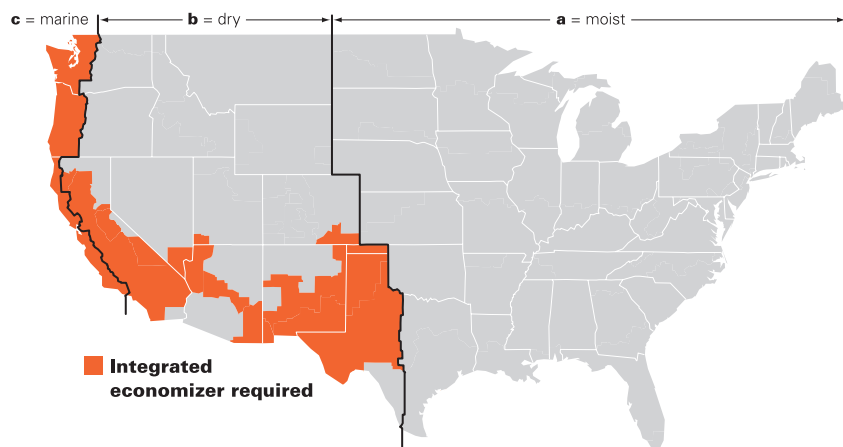 c = marine
b = dry
a = moist
Integrated
economizer required